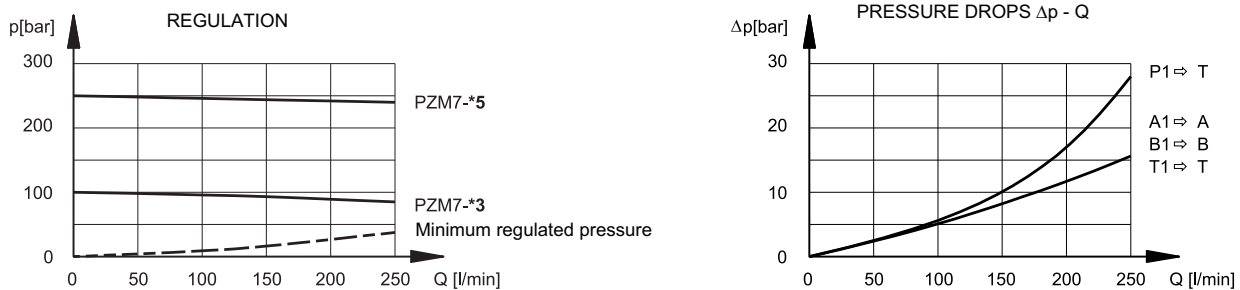 REGULATION
p[bar]
300
200
100
0
0 50 100 150 200 250 Q [l/min]
PZM7-*5
PZM7-*3
Minimum regulated pressure
PRESSURE DROPS Δp - Q
Δp[bar]
30
20
10
0
0 50 100 150 200 250 Q [l/min]
P1⇨ T
A1⇨ A
B1⇨ B
T1⇨ T